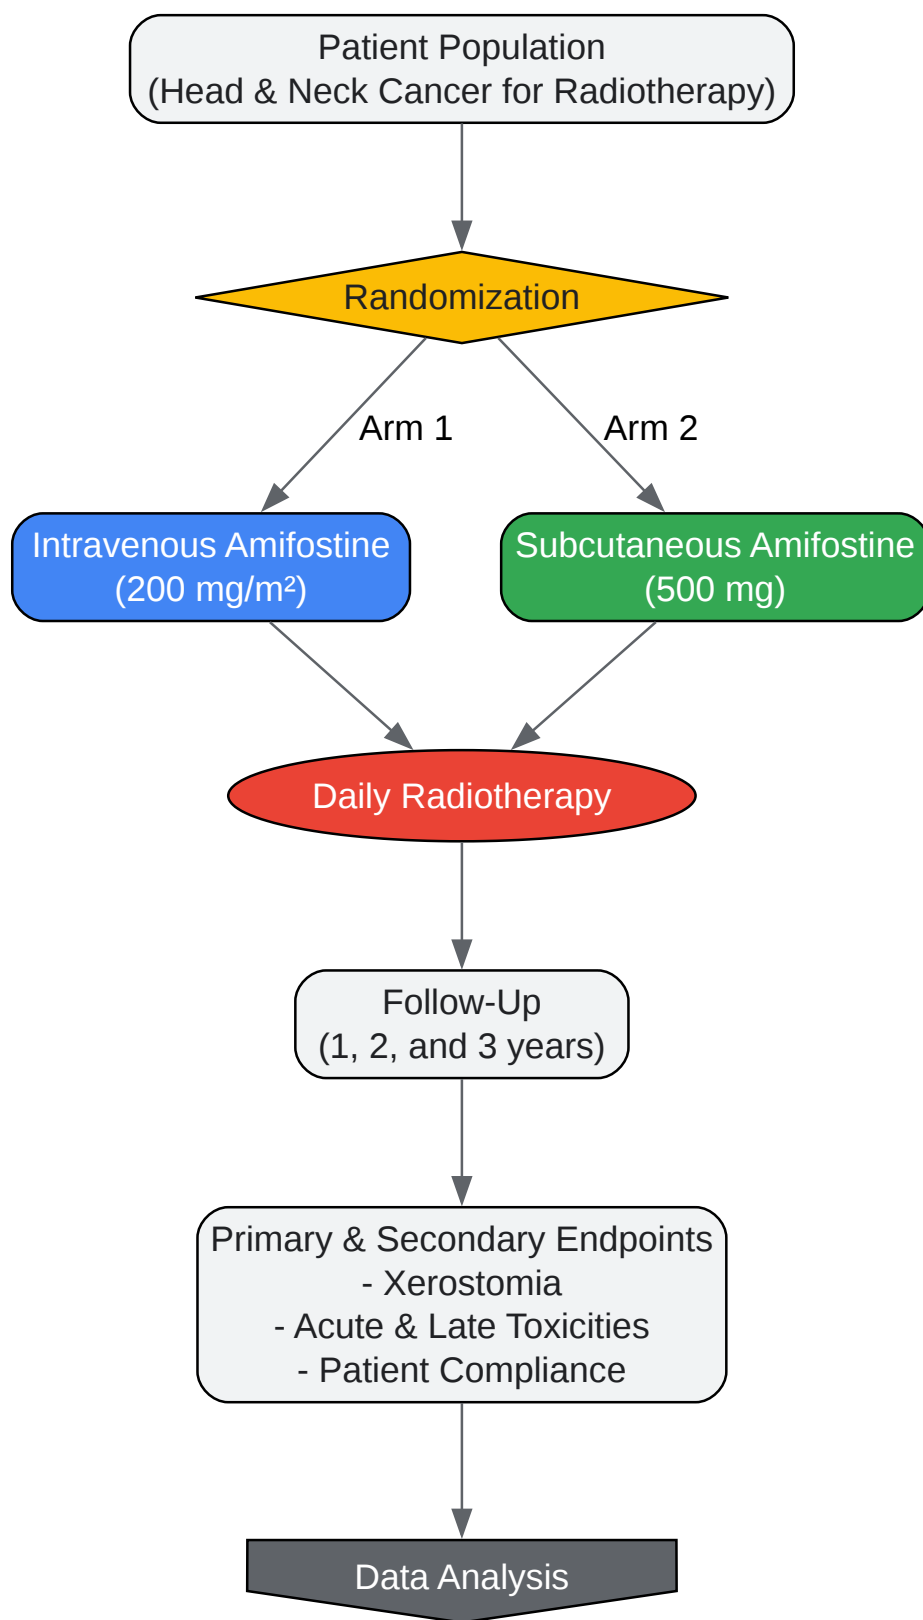 Patient Population
(Head & Neck Cancer for Radiotherapy)
Randomization
Arm 1
Arm 2
Intravenous Amifostine
(200 mg/m²)
Subcutaneous Amifostine
(500 mg)
Daily Radiotherapy
Follow-Up
(1, 2, and 3 years)
Primary & Secondary Endpoints
- Xerostomia
- Acute & Late Toxicities
- Patient Compliance
Data Analysis